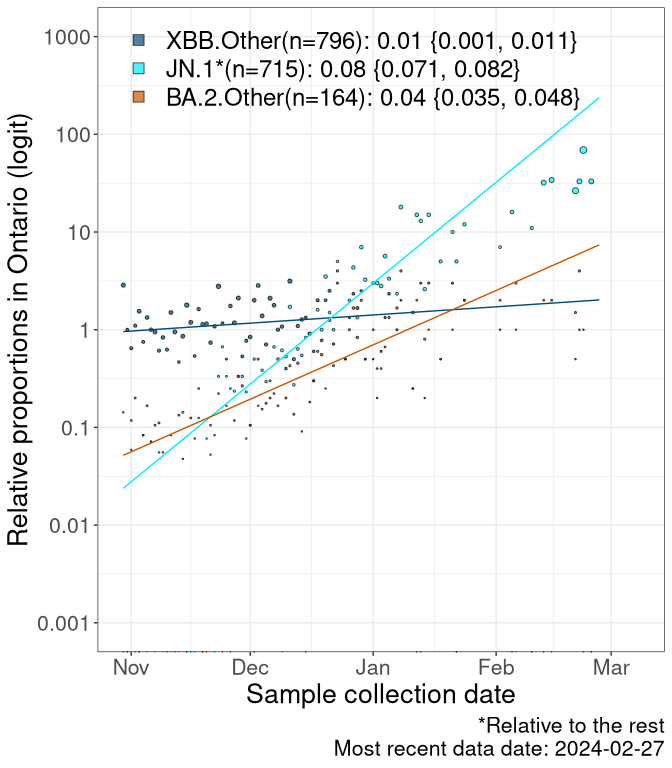 XBB.Other(n=796): 0.01 {0.001, 0.011}
JN.1*(n=715): 0.08 {0.071, 0.082}
BA.2.Other(n=164): 0.04 {0.035, 0.048}
Relative proportions in Ontario (logit)
1000
100
10
1
0.1
0.01
0.001
Nov Dec Jan Feb Mar
Sample collection date
*Relative to the rest
Most recent data date: 2024-02-27